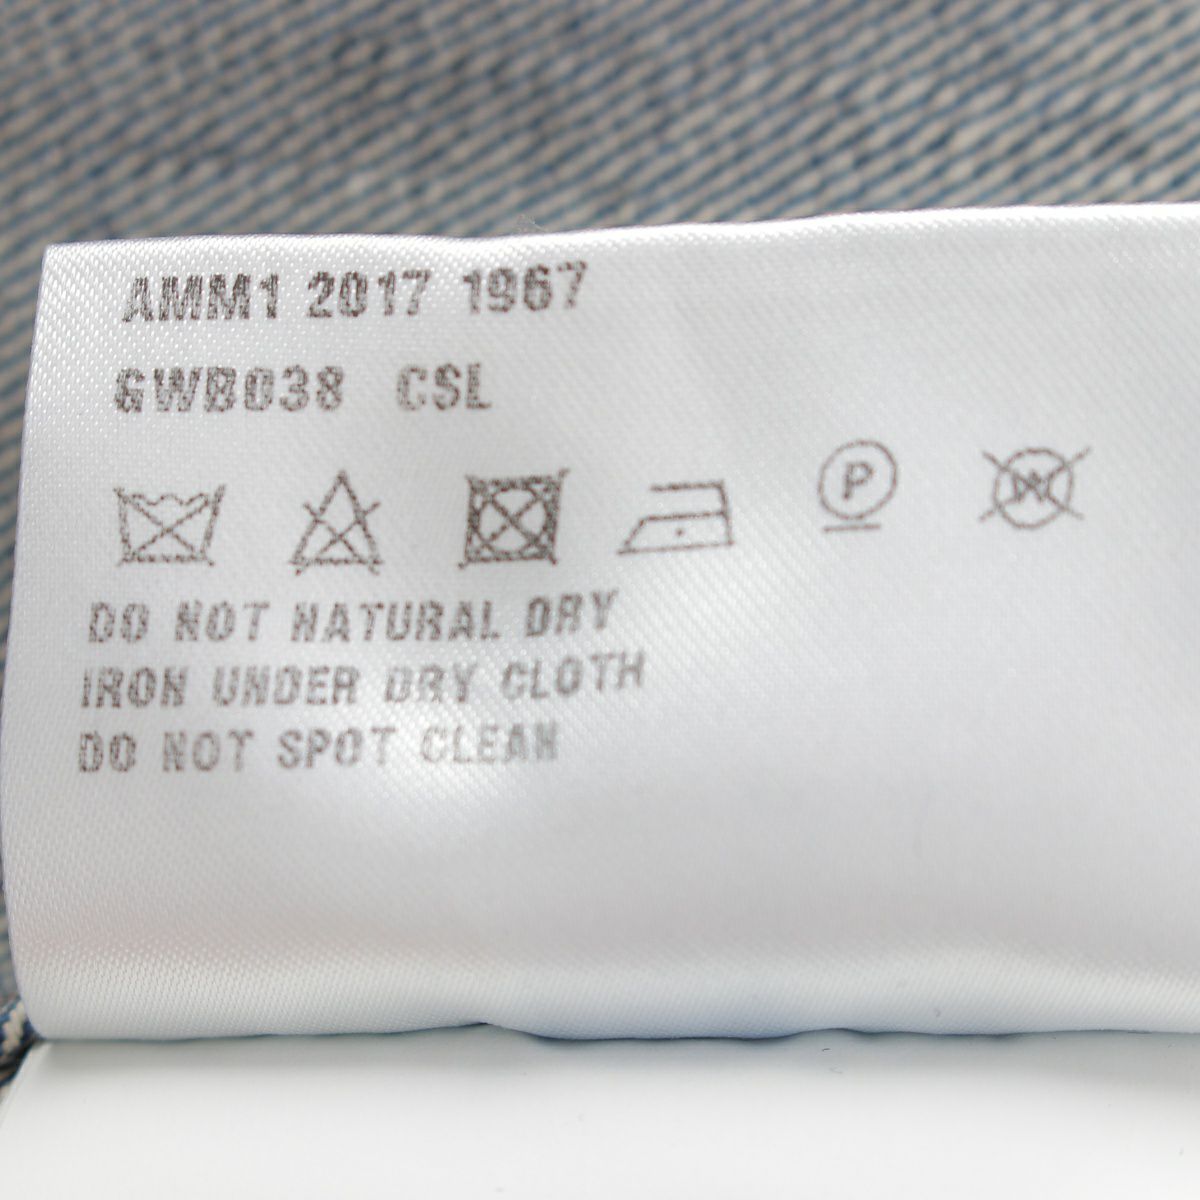 AMM1 2017 1967
GWB038 CSL
P W
DO NOT NATURAL DRY
IRON UNDER DRY CLOTH
DO NOT SPOT CLEAN